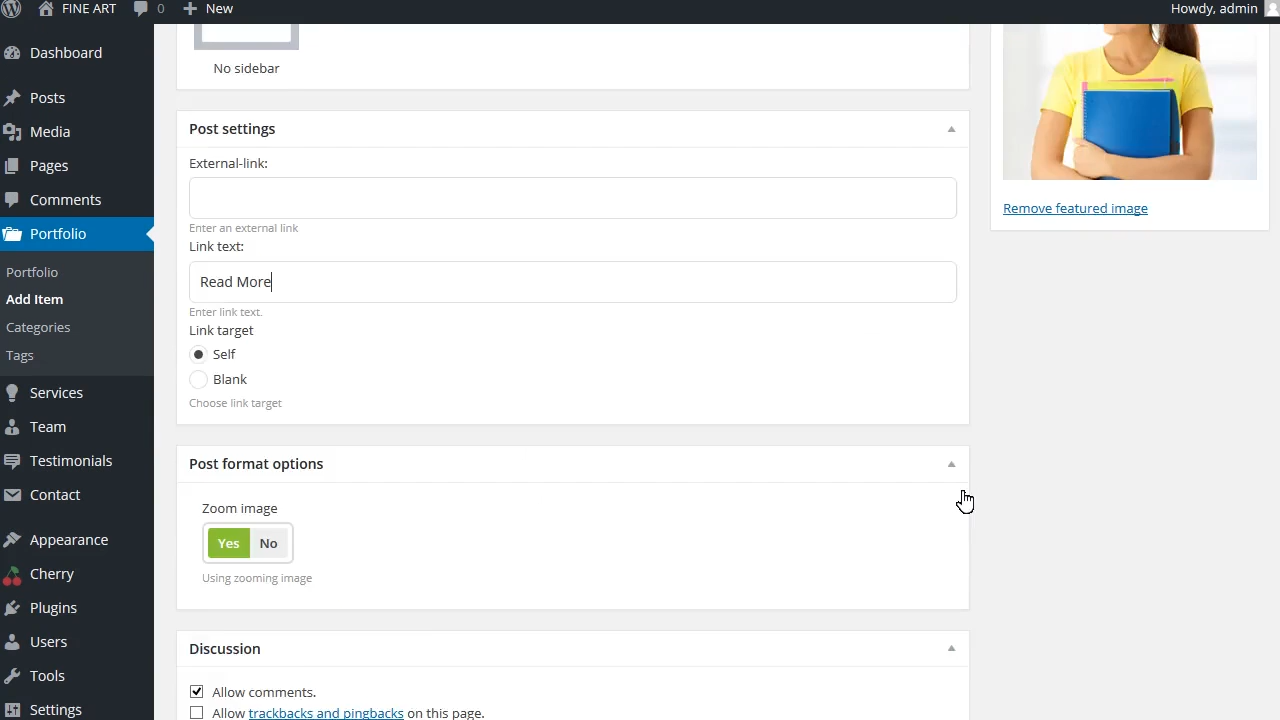 FINE ART
0
New
Howdy, admin
Dashboard
Posts
Media
Pages
Comments
Portfolio
Portfolio
Add Item
Categories
Tags
Services
Team
Testimonials
Contact
Appearance
Cherry
Plugins
Users
Tools
Settings
No sidebar
Post settings
External-link:
Enter an external link
Link text:
Read More
Enter link text.
Link target
Self
Blank
Choose link target
Post format options
Zoom image
Yes No
Using zooming image
Discussion
Allow comments.
Allow trackbacks and pingbacks on this page.
Remove featured image